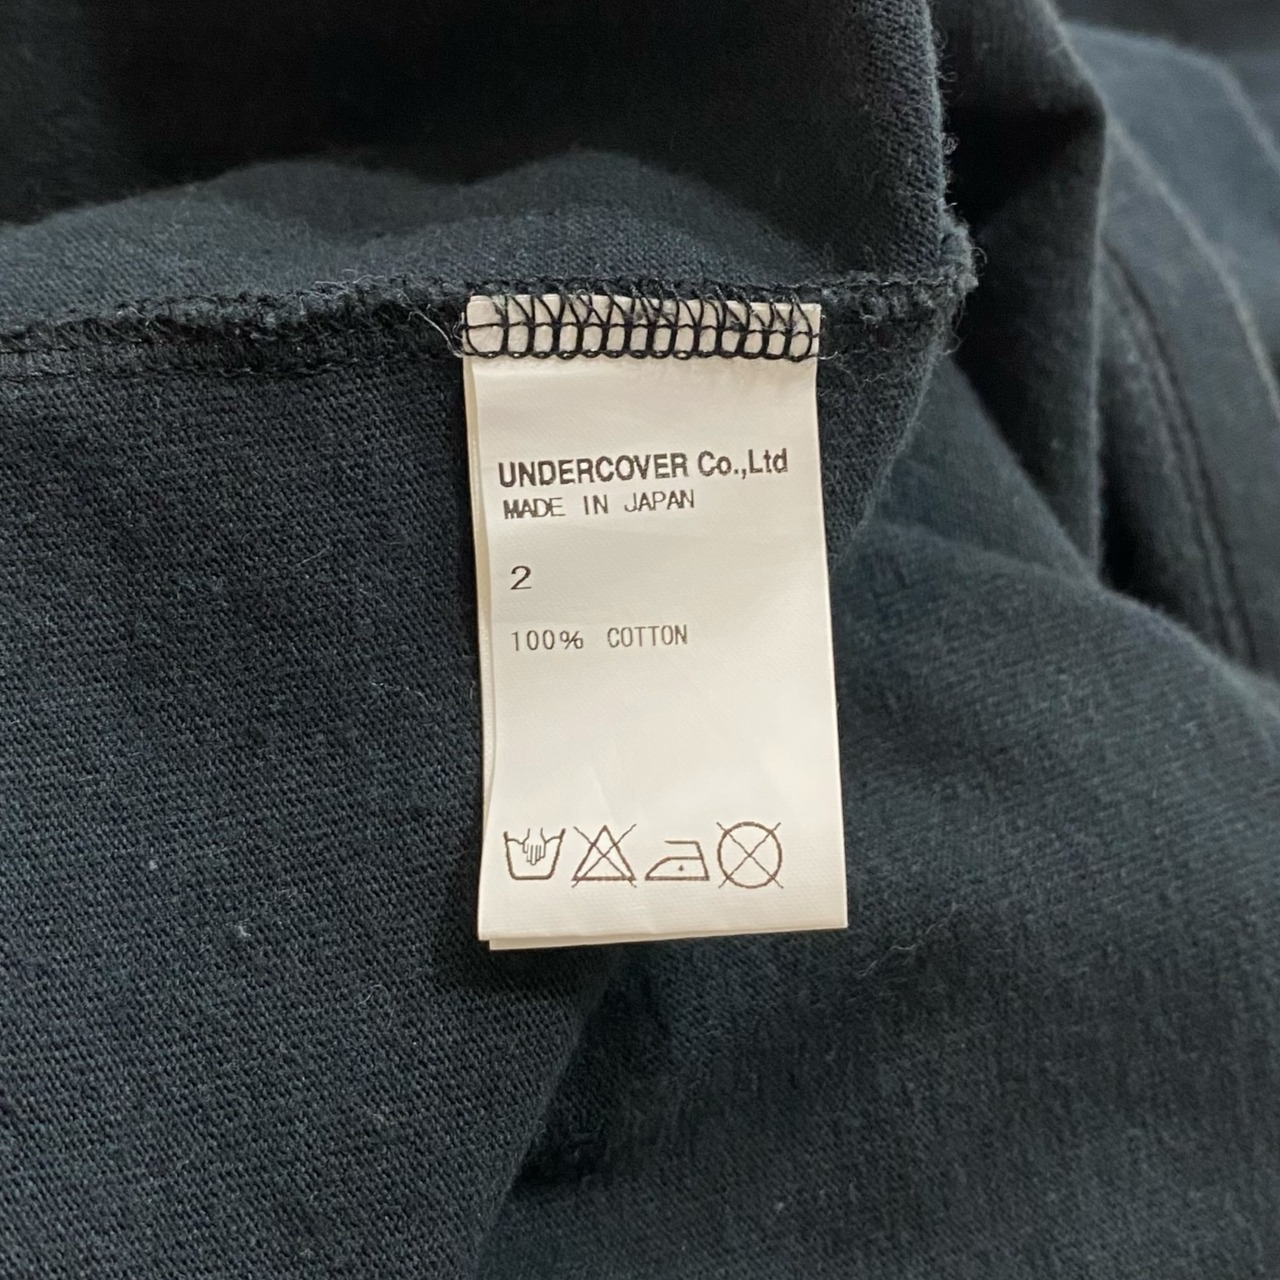 UNDERCOVER Co.,Ltd
MADE IN JAPAN
2
100% COTTON